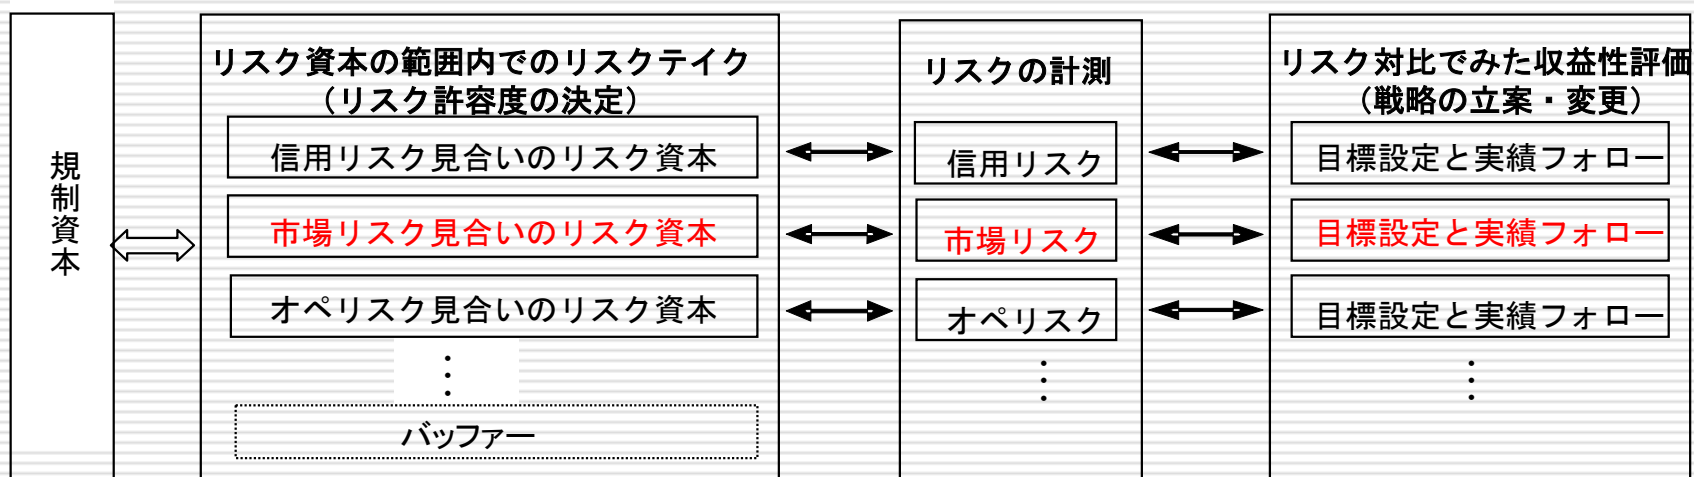 規制資本
リスク資本の範囲内でのリスクテイク
（リスク許容度の決定）
信用リスク見合いのリスク資本
市場リスク見合いのリスク資本
オペリスク見合いのリスク資本
⋮
バッファー
リスクの計測
信用リスク
市場リスク
オペリスク
⋮
リスク対比でみた収益性評価
（戦略の立案・変更）
目標設定と実績フォロー
目標設定と実績フォロー
目標設定と実績フォロー
⋮